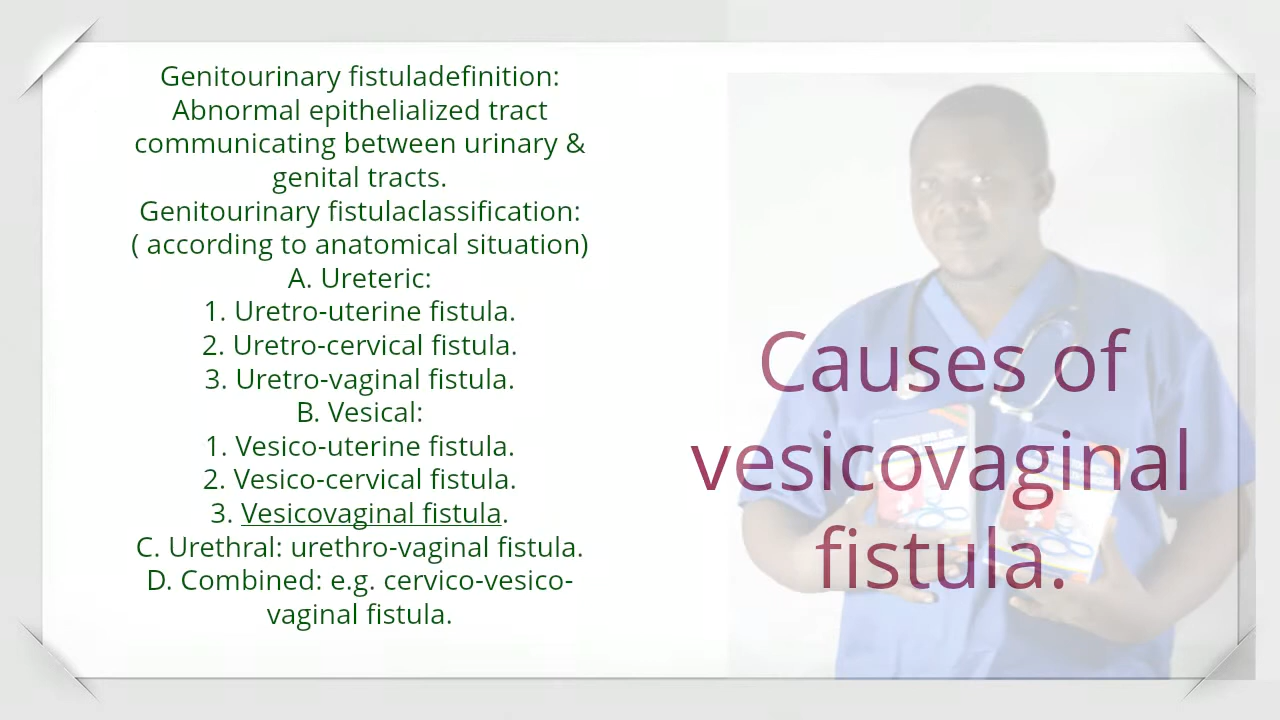 Genitourinary fistuladefinition:
Abnormal epithelialized tract
communicating between urinary &
genital tracts.
Genitourinary fistulaclassification:
( according to anatomical situation)
A. Ureteric:
1. Uretro-uterine fistula.
2. Uretro-cervical fistula.
3. Uretro-vaginal fistula.
B. Vesical:
1. Vesico-uterine fistula.
2. Vesico-cervical fistula.
3. Vesicovaginal fistula.
C. Urethral: urethro-vaginal fistula.
D. Combined: e.g. cervico-vesico-
vaginal fistula.
Causes of
vesicovaginal
fistula.